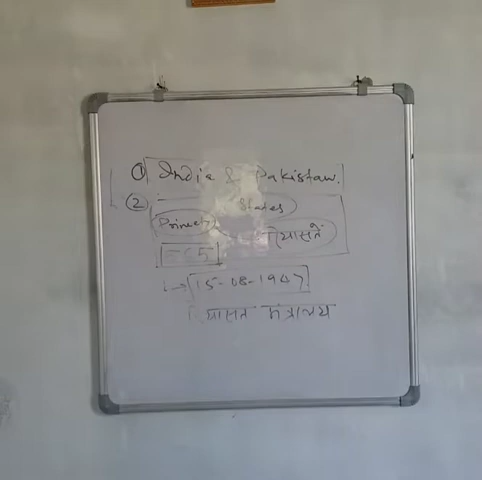 ① India & Pakistan.
②
Princely States
रियासतें
565
→ 15-08-1947
रियासत मंत्रालय